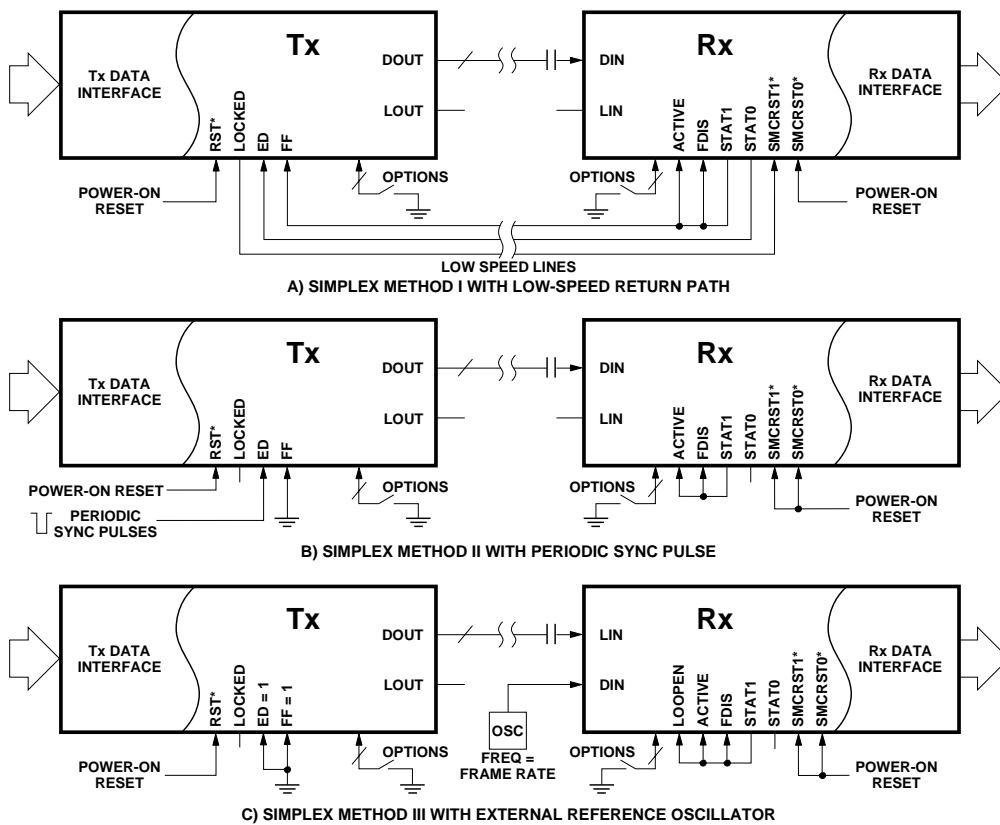 Tx
Rx
Tx DATA
INTERFACE
DOUT
LOUT
DIN
LIN
Rx DATA
INTERFACE
RST*
LOCKED
ED
FF
ACTIVE
FDIS
STAT1
STAT0
SMCRST1*
SMCRST0*
OPTIONS
OPTIONS
POWER-ON
RESET
POWER-ON
RESET
LOW SPEED LINES
A) SIMPLEX METHOD I WITH LOW-SPEED RETURN PATH
Tx
Rx
Tx DATA
INTERFACE
DOUT
LOUT
DIN
LIN
Rx DATA
INTERFACE
RST*
LOCKED
ED
FF
ACTIVE
FDIS
STAT1
STAT0
SMCRST1*
SMCRST0*
OPTIONS
OPTIONS
POWER-ON RESET
PERIODIC
SYNC PULSES
POWER-ON
RESET
B) SIMPLEX METHOD II WITH PERIODIC SYNC PULSE
Tx
Rx
Tx DATA
INTERFACE
DOUT
LOUT
LIN
DIN
Rx DATA
INTERFACE
RST*
LOCKED
ED = 1
FF = 1
LOOPEN
ACTIVE
FDIS
STAT1
STAT0
SMCRST1*
SMCRST0*
OSC
FREQ =
FRAME RATE
OPTIONS
OPTIONS
POWER-ON
RESET
POWER-ON
RESET
C) SIMPLEX METHOD III WITH EXTERNAL REFERENCE OSCILLATOR